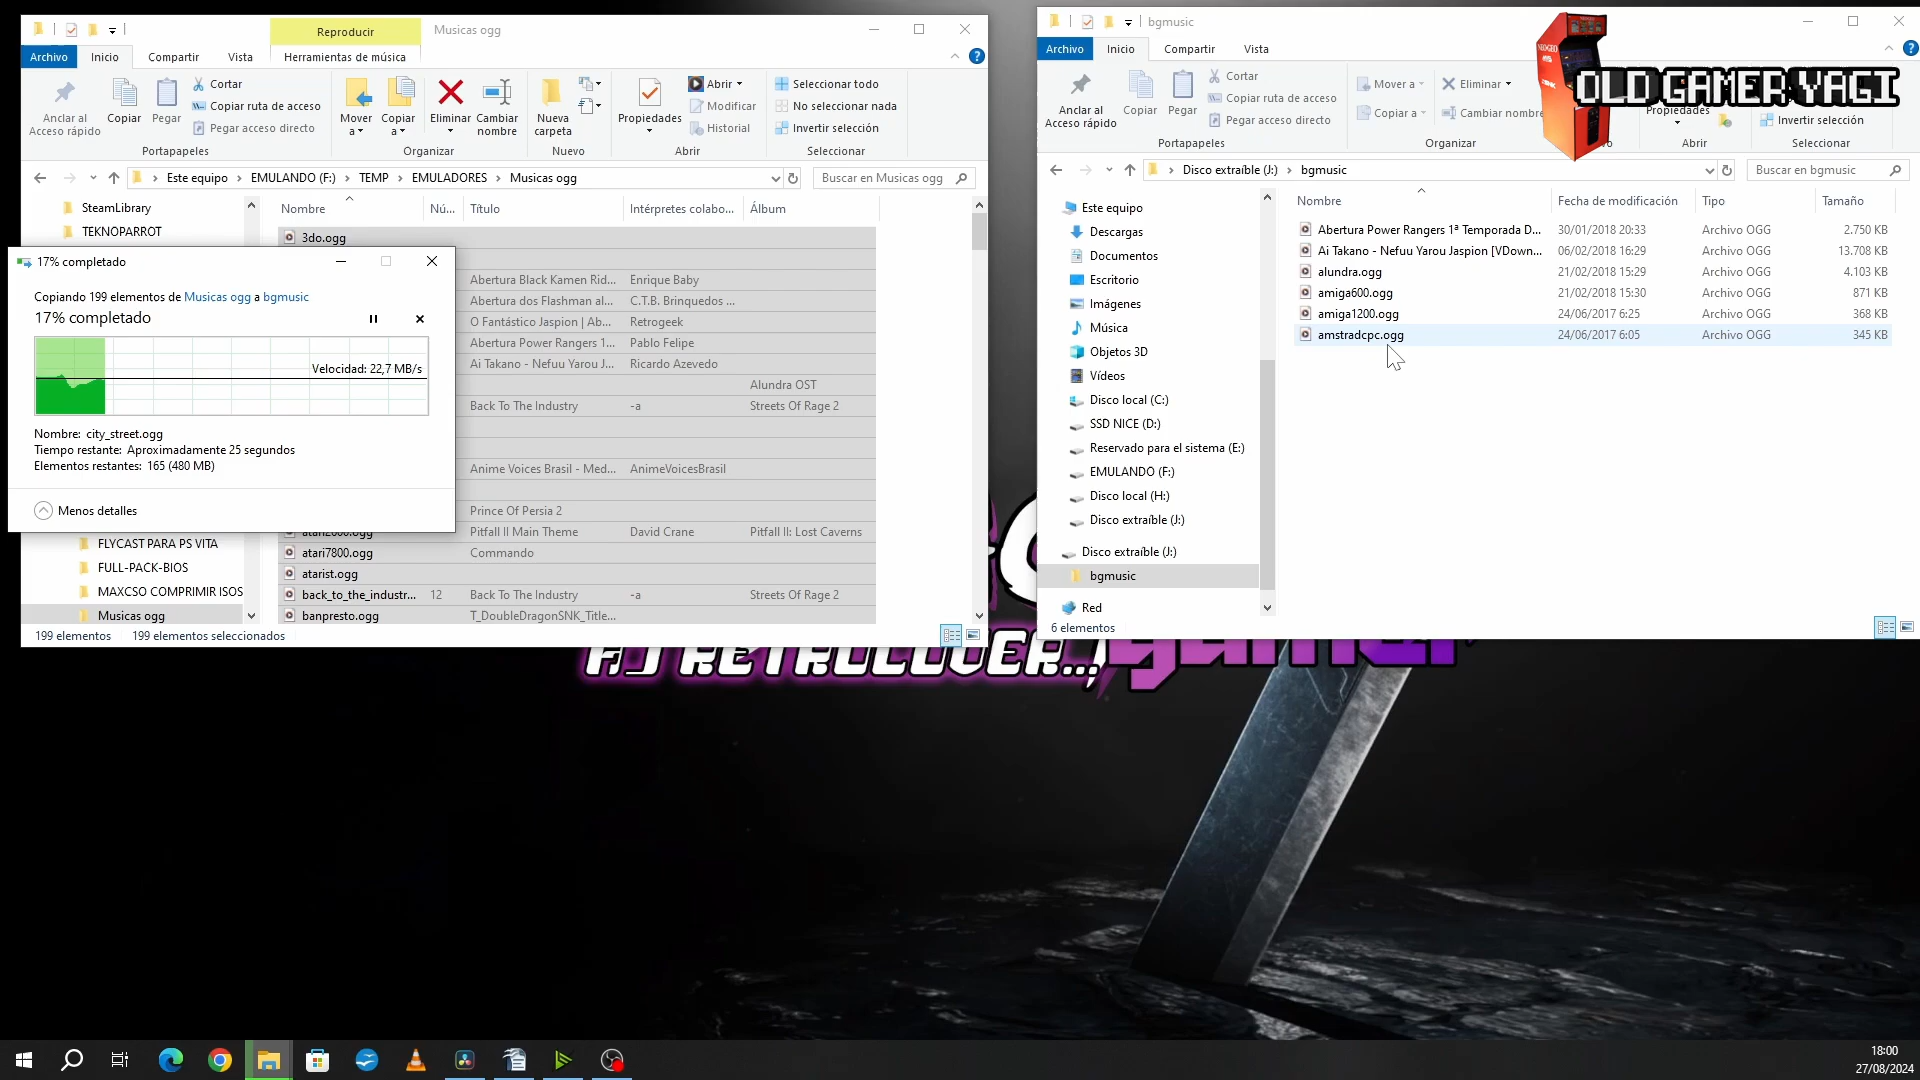 Reproducir
Musicas ogg
Archivo
Inicio
Compartir
Vista
Herramientas de música
Anclar al
Acceso rápido
Copiar
Pegar
Cortar
Copiar ruta de acceso
Pegar acceso directo
Mover
a
Copiar
a
Eliminar
Cambiar
nombre
Nueva
carpeta
Propiedades
Abrir
Modificar
Historial
Seleccionar todo
No seleccionar nada
Invertir selección
Portapapeles
Organizar
Nuevo
Abrir
Seleccionar
Este equipo
EMULANDO (F:)
TEMP
EMULADORES
Musicas ogg
Buscar en Musicas ogg
SteamLibrary
TEKNOPARROT
Nombre
Nú...
Título
Intérpretes colabo...
Álbum
3do.ogg
Abertura Black Kamen Rid...
Enrique Baby
Abertura dos Flashman al...
C.T.B. Brinquedos ...
O Fantástico Jaspion | Ab...
Retrogeek
Abertura Power Rangers 1...
Pablo Felipe
Ai Takano - Nefuu Yarou J...
Ricardo Azevedo
Alundra OST
Back To The Industry
-a
Streets Of Rage 2
Anime Voices Brasil - Med...
AnimeVoicesBrasil
Prince Of Persia 2
atari2600.ogg
Pitfall II Main Theme
David Crane
Pitfall II: Lost Caverns
atari7800.ogg
Commando
atarist.ogg
back_to_the_industr...
12
Back To The Industry
-a
Streets Of Rage 2
banpresto.ogg
T_DoubleDragonSNK_Title...
17% completado
Copiando 199 elementos de Musicas ogg a bgmusic
17% completado
Velocidad: 22,7 MB/s
Nombre: city_street.ogg
Tiempo restante: Aproximadamente 25 segundos
Elementos restantes: 165 (480 MB)
Menos detalles
FLYCAST PARA PS VITA
FULL-PACK-BIOS
MAXCSO COMPRIMIR ISOS
Musicas ogg
199 elementos
199 elementos seleccionados
bgmusic
Archivo
Inicio
Compartir
Vista
Anclar al
Acceso rápido
Copiar
Pegar
Cortar
Copiar ruta de acceso
Pegar acceso directo
Mover a
Copiar a
Eliminar
Cambiar nombre
Propiedades
Invertir selección
Portapapeles
Organizar
Abrir
Seleccionar
NEOGEO
OLD GAMER YAGI
Disco extraíble (J:)
bgmusic
Buscar en bgmusic
Este equipo
Descargas
Documentos
Escritorio
Imágenes
Música
Objetos 3D
Vídeos
Disco local (C:)
SSD NICE (D:)
Reservado para el sistema (E:)
EMULANDO (F:)
Disco local (H:)
Disco extraíble (J:)
Disco extraíble (J:)
bgmusic
Red
Nombre
Fecha de modificación
Tipo
Tamaño
Abertura Power Rangers 1ª Temporada D...
30/01/2018 20:33
Archivo OGG
2.750 KB
Ai Takano - Nefuu Yarou Jaspion [VDown...
06/02/2018 16:29
Archivo OGG
13.708 KB
alundra.ogg
21/02/2018 15:29
Archivo OGG
4.103 KB
amiga600.ogg
21/02/2018 15:30
Archivo OGG
871 KB
amiga1200.ogg
24/06/2017 6:25
Archivo OGG
368 KB
amstradcpc.ogg
24/06/2017 6:05
Archivo OGG
345 KB
6 elementos
RETROLOVER...
gamer
18:00
27/08/2024